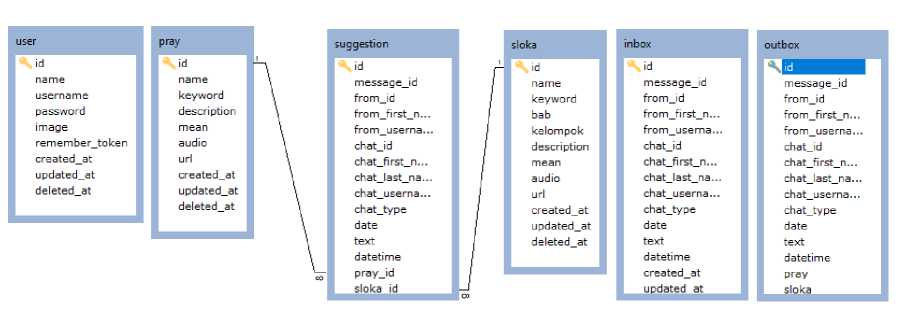 user
id
name
username
password
image
remember_token
created_at
updated_at
deleted_at
pray
id
name
keyword
description
mean
audio
url
created_at
updated_at
deleted_at
suggestion
id
message_id
from_id
from_first_n...
from_userna...
chat_id
chat_first_n...
chat_last_na...
chat_userna...
chat_type
date
text
datetime
pray_id
sloka_id
sloka
id
name
keyword
bab
kelompok
description
mean
audio
url
created_at
updated_at
deleted_at
inbox
id
message_id
from_id
from_first_n...
from_userna...
chat_id
chat_first_n...
chat_last_na...
chat_userna...
chat_type
date
text
datetime
created_at
updated_at
outbox
id
message_id
from_id
from_first_n...
from_userna...
chat_id
chat_first_n...
chat_last_na...
chat_userna...
chat_type
date
text
datetime
pray
sloka